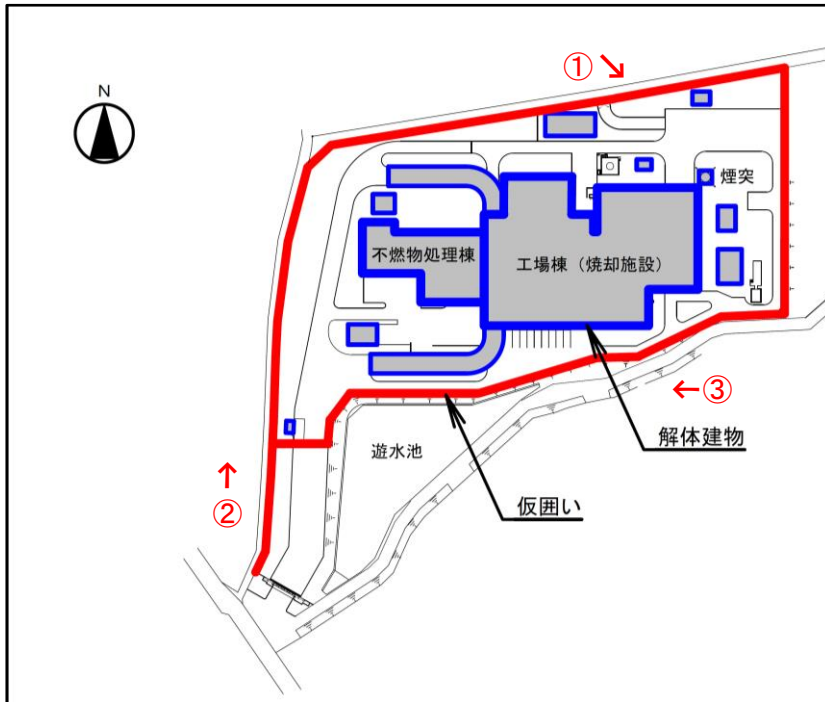 ①↘
N
煙突
不燃物処理棟
工場棟（焼却施設）
←③
解体建物
遊水池
↑
②
仮囲い